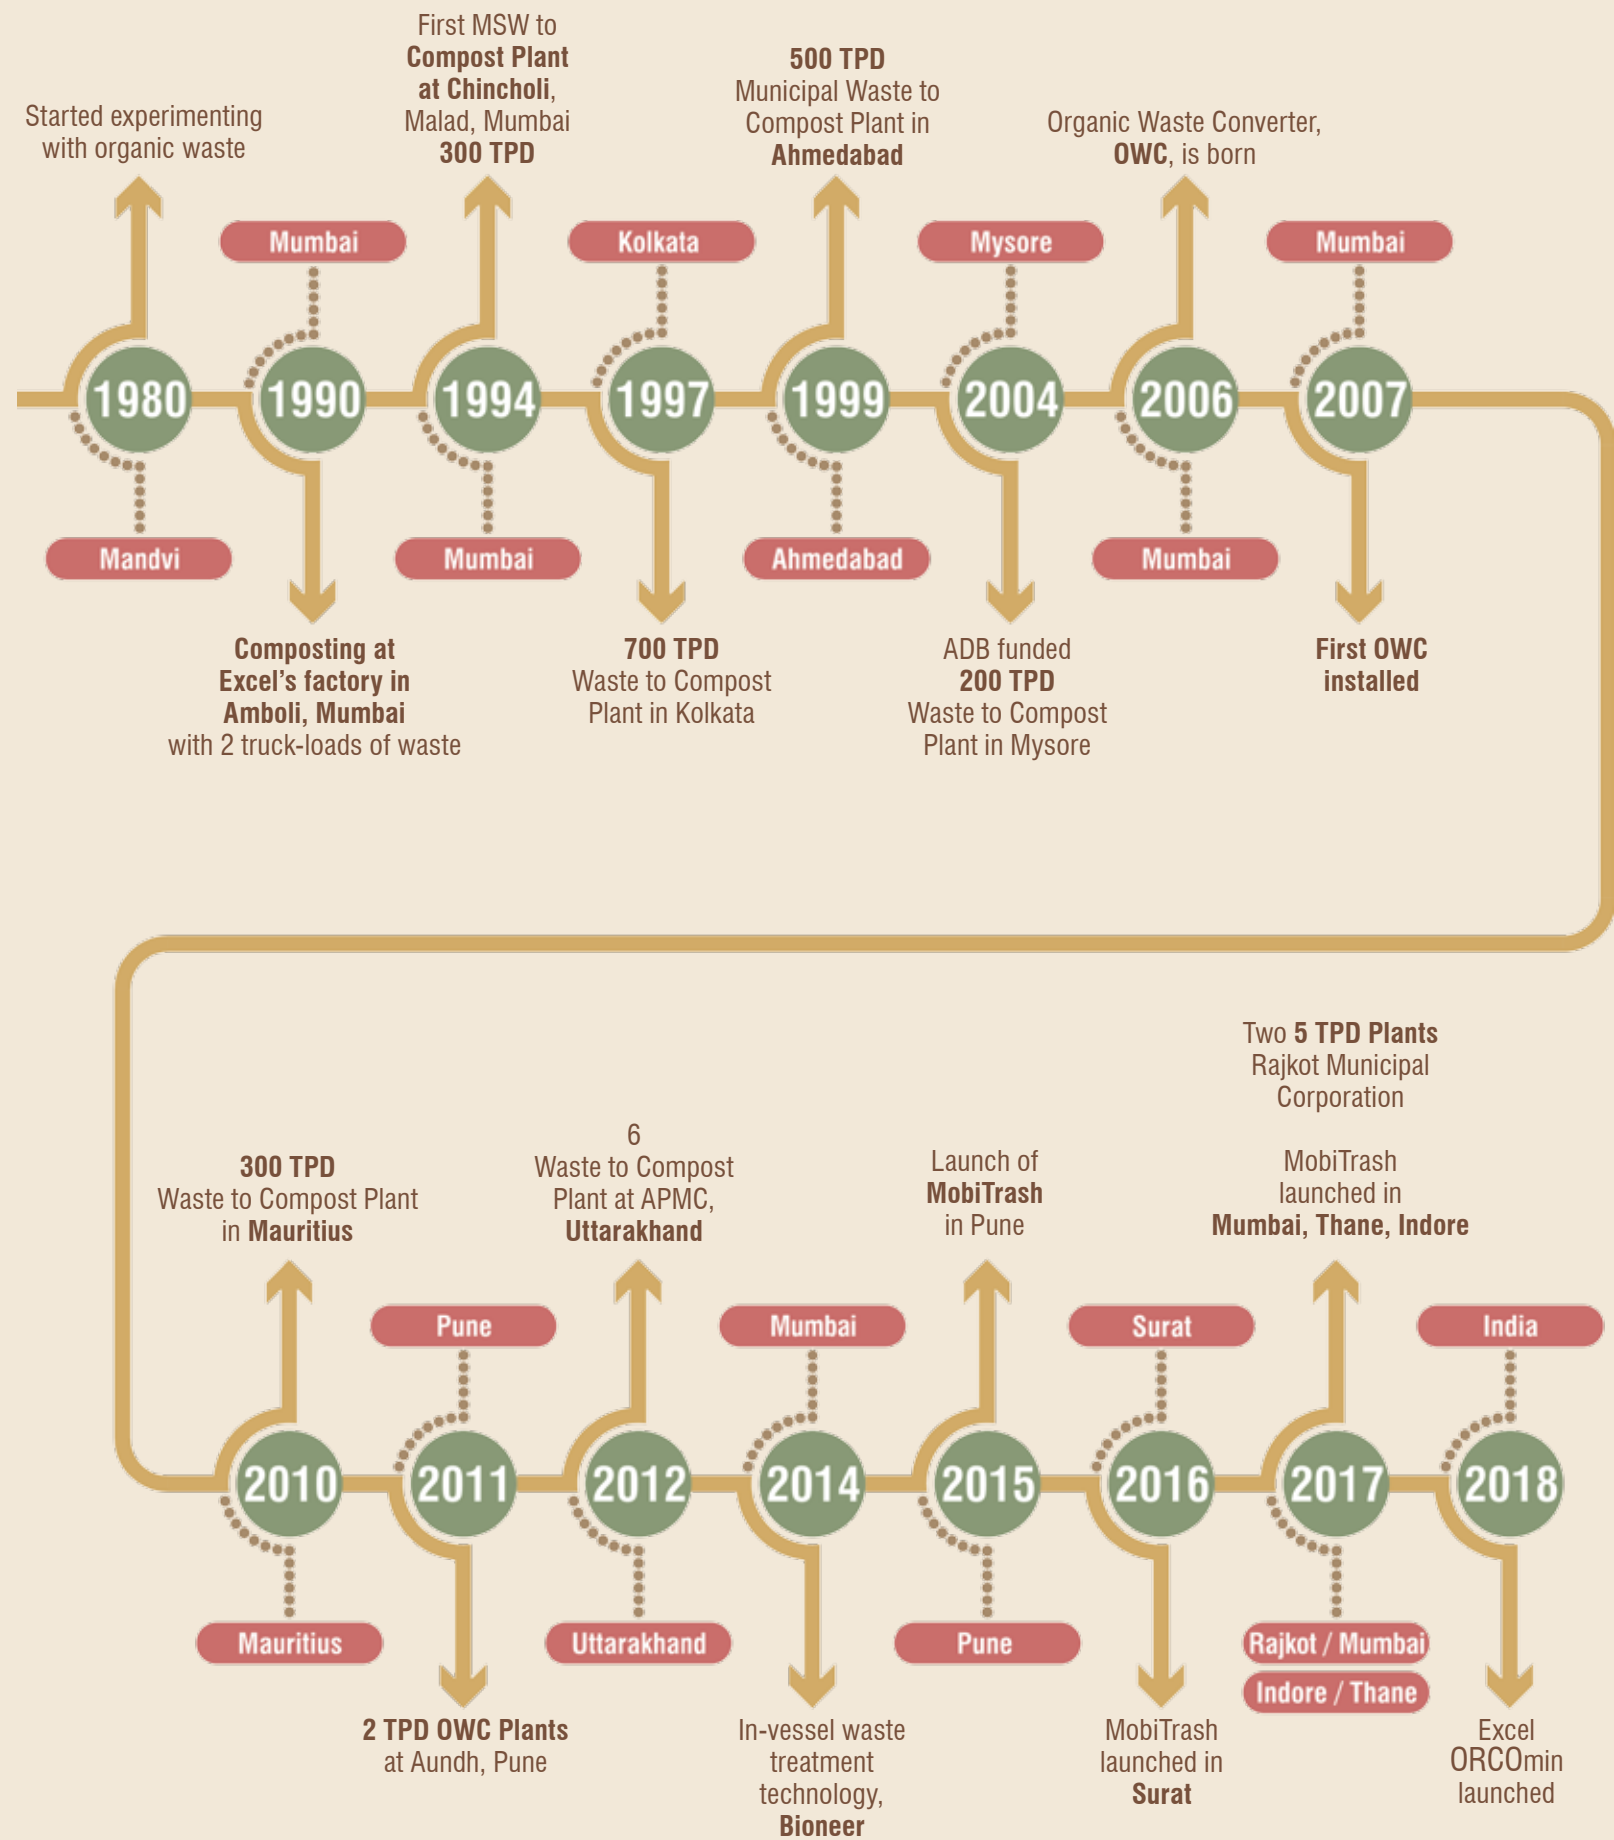 Started experimenting
with organic waste
1980
Mandvi
Mumbai
1990
Composting at
Excel's factory in
Amboli, Mumbai
with 2 truck-loads of waste
First MSW to
Compost Plant
at Chincholi,
Malad, Mumbai
300 TPD
1994
Mumbai
Kolkata
1997
700 TPD
Waste to Compost
Plant in Kolkata
500 TPD
Municipal Waste to
Compost Plant in
Ahmedabad
1999
Ahmedabad
Mysore
2004
ADB funded
200 TPD
Waste to Compost
Plant in Mysore
Organic Waste Converter,
OWC, is born
2006
Mumbai
Mumbai
2007
First OWC
installed
300 TPD
Waste to Compost Plant
in Mauritius
2010
Mauritius
Pune
2011
2 TPD OWC Plants
at Aundh, Pune
6
Waste to Compost
Plant at APMC,
Uttarakhand
2012
Uttarakhand
Mumbai
2014
In-vessel waste
treatment
technology,
Bioneer
Launch of
MobiTrash
in Pune
2015
Pune
Surat
2016
MobiTrash
launched in
Surat
Two 5 TPD Plants
Rajkot Municipal
Corporation
MobiTrash
launched in
Mumbai, Thane, Indore
2017
Rajkot / Mumbai
Indore / Thane
India
2018
Excel
ORCOmin
launched